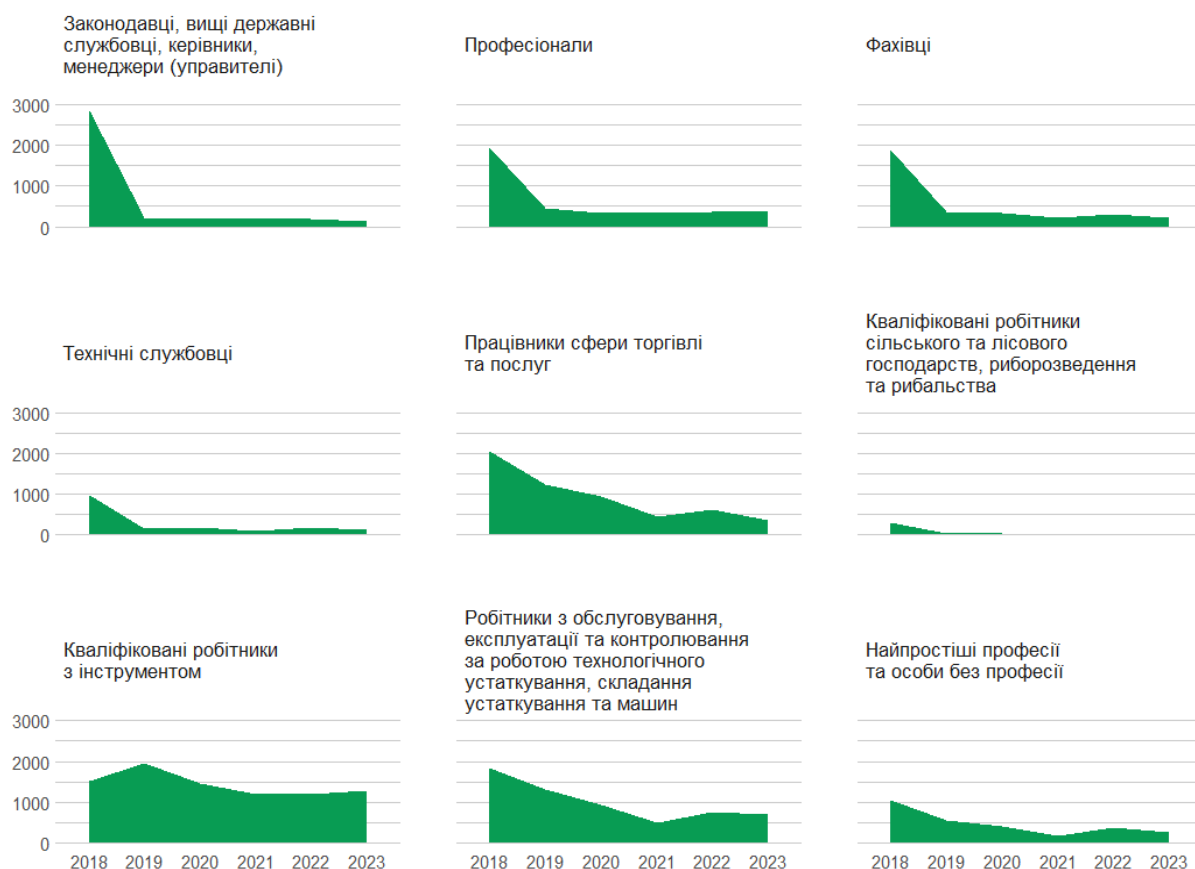 Законодавці, вищі державні
службовці, керівники,
менеджери (управителі)
Професіонали
Фахівці
3000
2000
1000
0
Технічні службовці
Працівники сфери торгівлі
та послуг
Кваліфіковані робітники
сільського та лісового
господарств, риборозведення
та рибальства
3000
2000
1000
0
Кваліфіковані робітники
з інструментом
Робітники з обслуговування,
експлуатації та контролювання
за роботою технологічного
устаткування, складання
устаткування та машин
Найпростіші професії
та особи без професії
3000
2000
1000
0
2018 2019 2020 2021 2022 2023
2018 2019 2020 2021 2022 2023
2018 2019 2020 2021 2022 2023